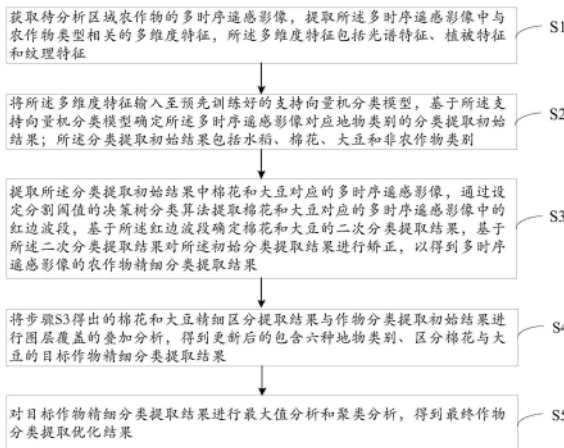 获取待分析区域农作物的多时序遥感影像，提取所述多时序遥感影像中与
农作物类型相关的多维度特征，所述多维度特征包括光谱特征、植被特征
和纹理特征
S1
将所述多维度特征输入至预先训练好的支持向量机分类模型，基于所述支
持向量机分类模型确定所述多时序遥感影像对应地物类别的分类提取初始
结果；所述分类提取初始结果包括水稻、棉花、大豆和非农作物类别
S2
提取所述分类提取初始结果中棉花和大豆对应的多时序遥感影像，通过设
定分割阈值的决策树分类算法提取棉花和大豆对应的多时序遥感影像中的
红边波段，基于所述红边波段确定棉花和大豆的二次分类提取结果，基于
所述二次分类提取结果对所述初始分类提取结果进行矫正，以得到多时序
遥感影像的农作物精细分类提取结果
S3
将步骤S3得出的棉花和大豆精细区分提取结果与作物分类提取初始结果进
行图层覆盖的叠加分析，得到更新后的包含六种地物类别、区分棉花与大
豆的目标作物精细分类提取结果
S4
对目标作物精细分类提取结果进行最大值分析和聚类分析，得到最终作物
分类提取优化结果
S5